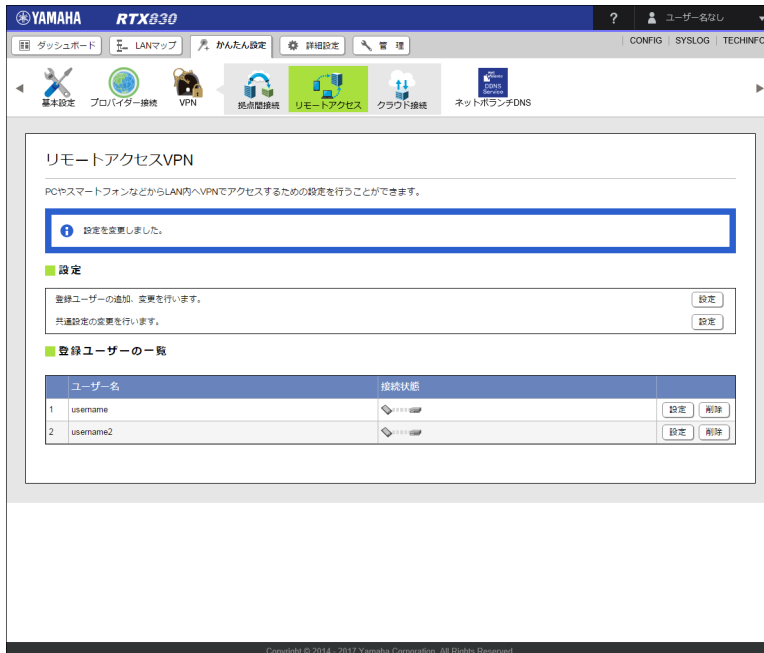 YAMAHA RTX830 ? ユーザー名なし
ダッシュボード LANマップ かんたん設定 詳細設定 管 理 CONFIG SYSLOG TECHINFO
基本設定 プロバイダー接続 VPN 拠点間接続 リモートアクセス クラウド接続 DDNS Service ネットボランチDNS
リモートアクセスVPN
PCやスマートフォンなどからLAN内へVPNでアクセスするための設定を行うことができます。
設定を変更しました。
設定
登録ユーザーの追加、変更を行います。 設定
共通設定の変更を行います。 設定
登録ユーザーの一覧
ユーザー名 接続状態
1 username 設定 削除
2 username2 設定 削除
Copyright © 2014 - 2017 Yamaha Corporation. All Rights Reserved.